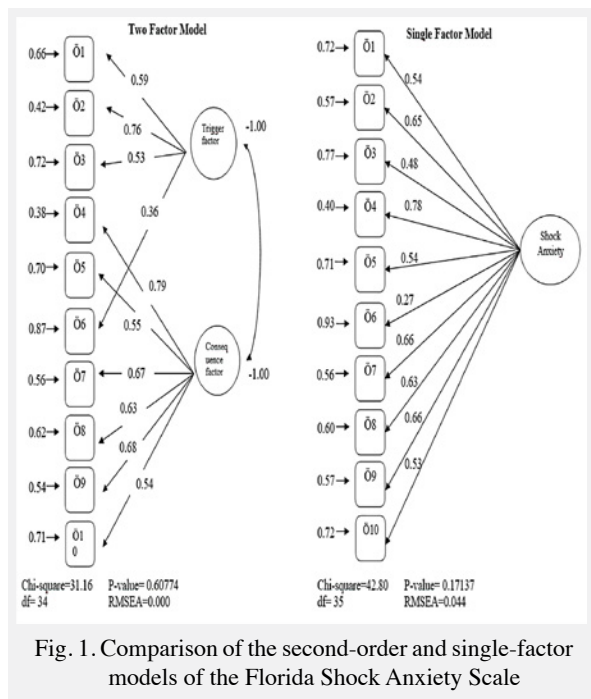 Two Factor Model
0.66 Ö1
0.59
0.42 Ö2
0.76
Trigger
factor
-1.00
0.72 Ö3
0.53
0.38 Ö4
0.36
0.70 Ö5
0.79
0.55
0.87 Ö6
Conseq
uence
factor
-1.00
0.56 Ö7
0.67
0.62 Ö8
0.63
0.54 Ö9
0.68
0.71 Ö1
0
0.54
Chi-square=31.16 P-value= 0.60774
df= 34 RMSEA=0.000
Single Factor Model
0.72 Ö1
0.54
0.57 Ö2
0.65
0.77 Ö3
0.48
0.40 Ö4
0.78
Shock
Anxiety
0.71 Ö5
0.54
0.27
0.93 Ö6
0.66
0.56 Ö7
0.63
0.60 Ö8
0.66
0.57 Ö9
0.53
0.72 Ö10
Chi-square=42.80 P-value= 0.17137
df= 35 RMSEA=0.044
Fig. 1. Comparison of the second-order and single-factor
models of the Florida Shock Anxiety Scale